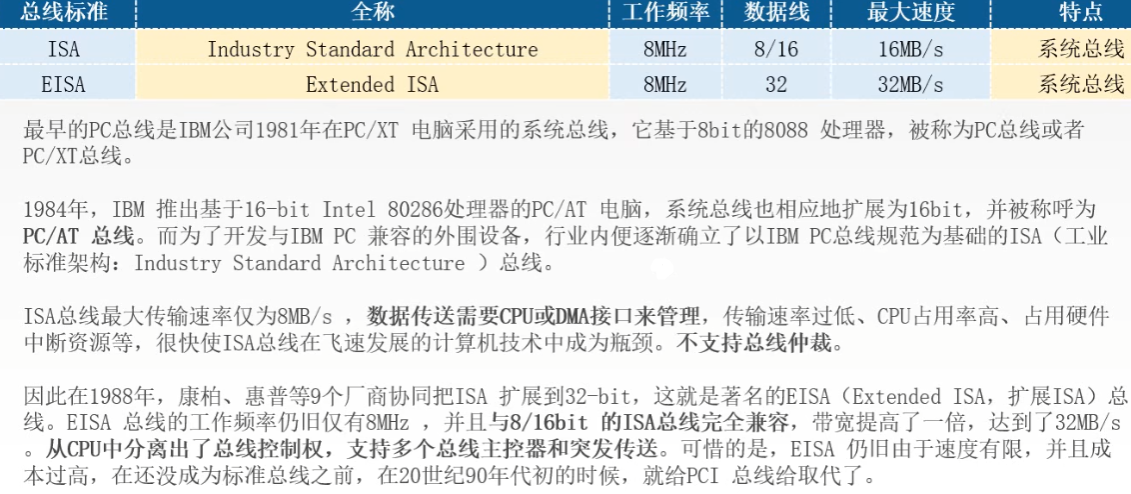 总线标准 全称 工作频率 数据线 最大速度 特点
ISA Industry Standard Architecture 8MHz 8/16 16MB/s 系统总线
EISA Extended ISA 8MHz 32 32MB/s 系统总线
最早的PC总线是IBM公司1981年在PC/XT 电脑采用的系统总线，它基于8bit的8088 处理器，被称为PC总线或者
PC/XT总线。
1984年，IBM 推出基于16-bit Intel 80286处理器的PC/AT 电脑，系统总线也相应地扩展为16bit，并被称呼为
PC/AT 总线。而为了开发与IBM PC 兼容的外围设备，行业内便逐渐确立了以IBM PC总线规范为基础的ISA（工业
标准架构：Industry Standard Architecture ）总线。
ISA总线最大传输速率仅为8MB/s ，数据传送需要CPU或DMA接口来管理，传输速率过低、CPU占用率高、占用硬件
中断资源等，很快使ISA总线在飞速发展的计算机技术中成为瓶颈。不支持总线仲裁。
因此在1988年，康柏、惠普等9个厂商协同把ISA 扩展到32-bit，这就是著名的EISA（Extended ISA，扩展ISA）总
线。EISA 总线的工作频率仍旧仅有8MHz ，并且与8/16bit 的ISA总线完全兼容，带宽提高了一倍，达到了32MB/s
。从CPU中分离出了总线控制权，支持多个总线主控器和突发传送。可惜的是，EISA 仍旧由于速度有限，并且成
本过高，在还没成为标准总线之前，在20世纪90年代初的时候，就给PCI 总线给取代了。